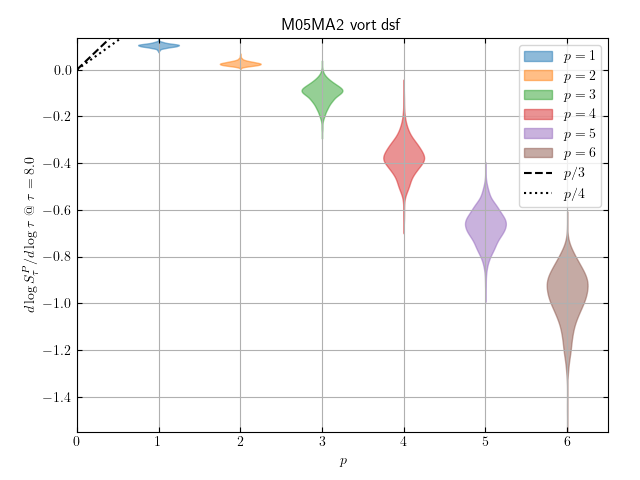 M05MA2 vort dsf
d log S_τ^P / d log τ @ τ = 8.0
0.0
−0.2
−0.4
−0.6
−0.8
−1.0
−1.2
−1.4
p = 1
p = 2
p = 3
p = 4
p = 5
p = 6
p/3
p/4
0 1 2 3 4 5 6
p